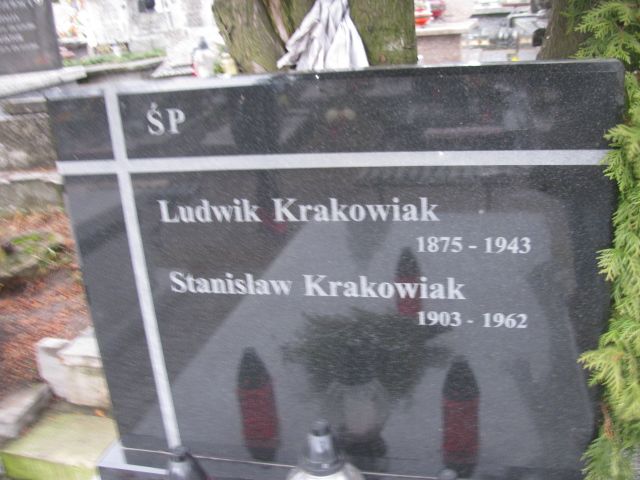 ŚP
Ludwik Krakowiak
1875 - 1943
Stanisław Krakowiak
1903 - 1962